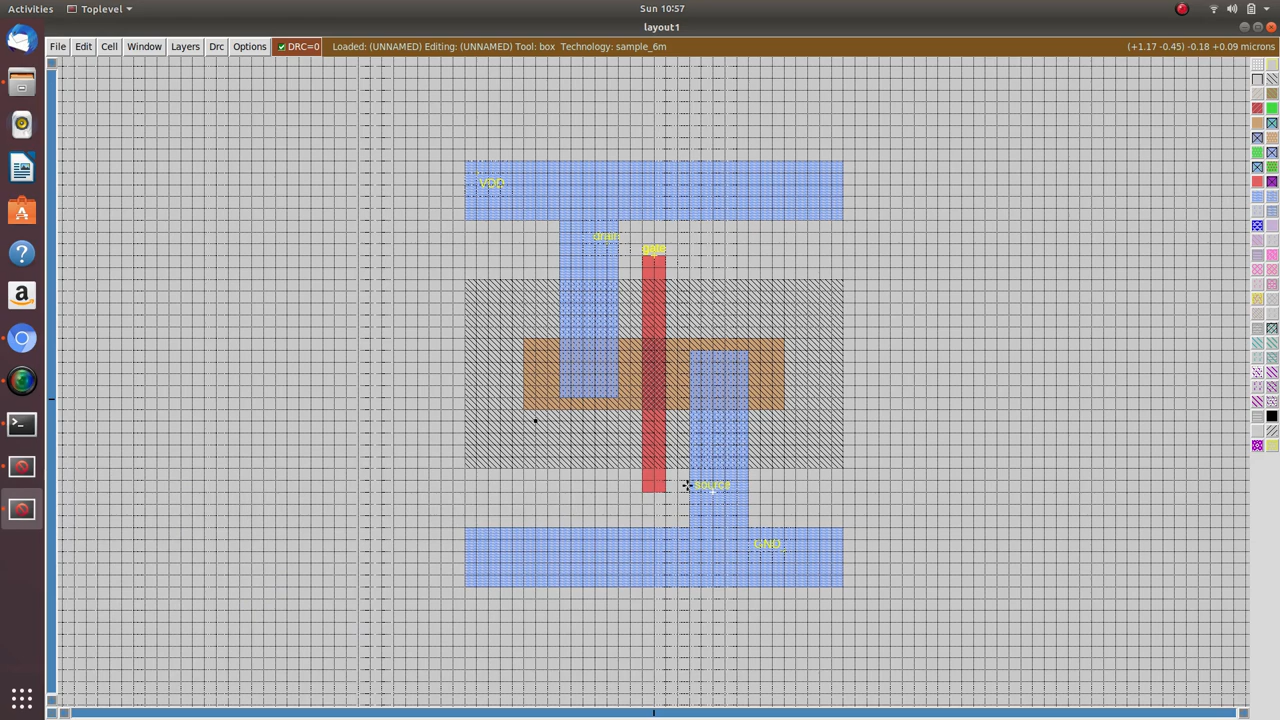 Activities Toplevel Sun 10:57
layout1
File Edit Cell Window Layers Drc Options DRC=0 Loaded: (UNNAMED) Editing: (UNNAMED) Tool: box Technology: sample_6m (+1.17 -0.45) -0.18 +0.09 microns
VDD
drain
gate
source
GND